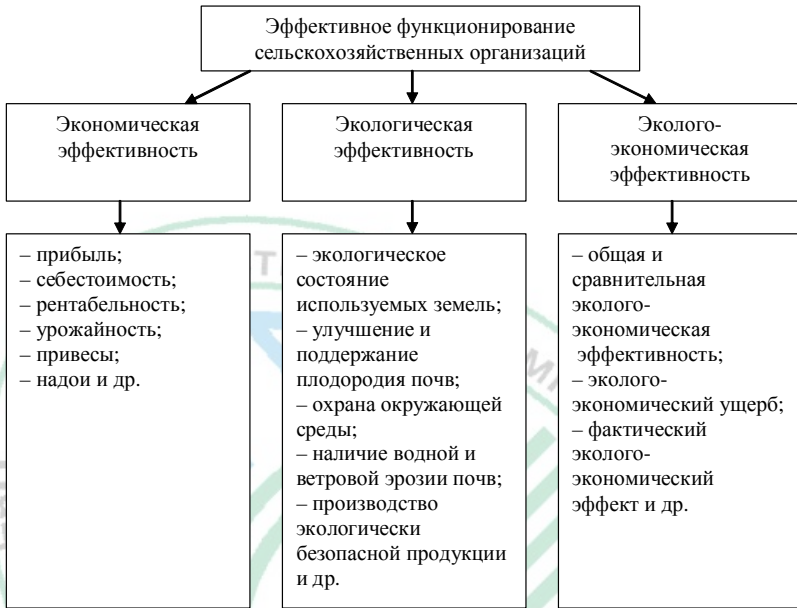 Эффективное функционирование
сельскохозяйственных организаций
Экономическая
эффективность
Экологическая
эффективность
Эколого-
экономическая
эффективность
– прибыль;
– себестоимость;
– рентабельность;
– урожайность;
– привесы;
– надои и др.
– экологическое
состояние
используемых земель;
– улучшение и
поддержание
плодородия почв;
– охрана окружающей
среды;
– наличие водной и
ветровой эрозии почв;
– производство
экологически
безопасной продукции
и др.
– общая и
сравнительная
эколого-
экономическая
эффективность;
– эколого-
экономический ущерб;
– фактический
эколого-
экономический
эффект и др.